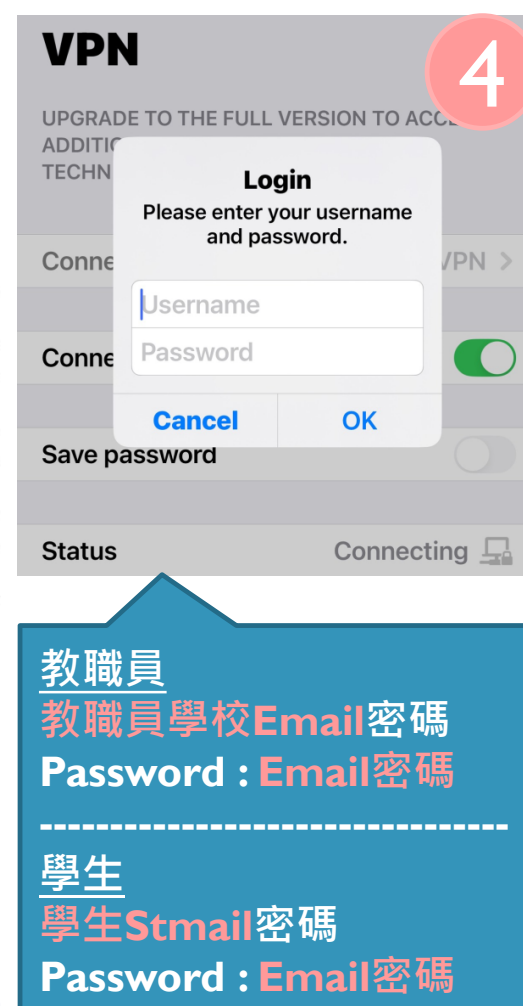 VPN
4
UPGRADE TO THE FULL VERSION TO
TECHN
Login
Please enter your username
and password.
Conne
VPN >
Username
Password
Conne
Cancel
OK
Save password
Status
Connecting
教職員
教職員學校Email密碼
Password : Email密碼
---------------------------------
學生
學生Stmail密碼
Password : Email密碼